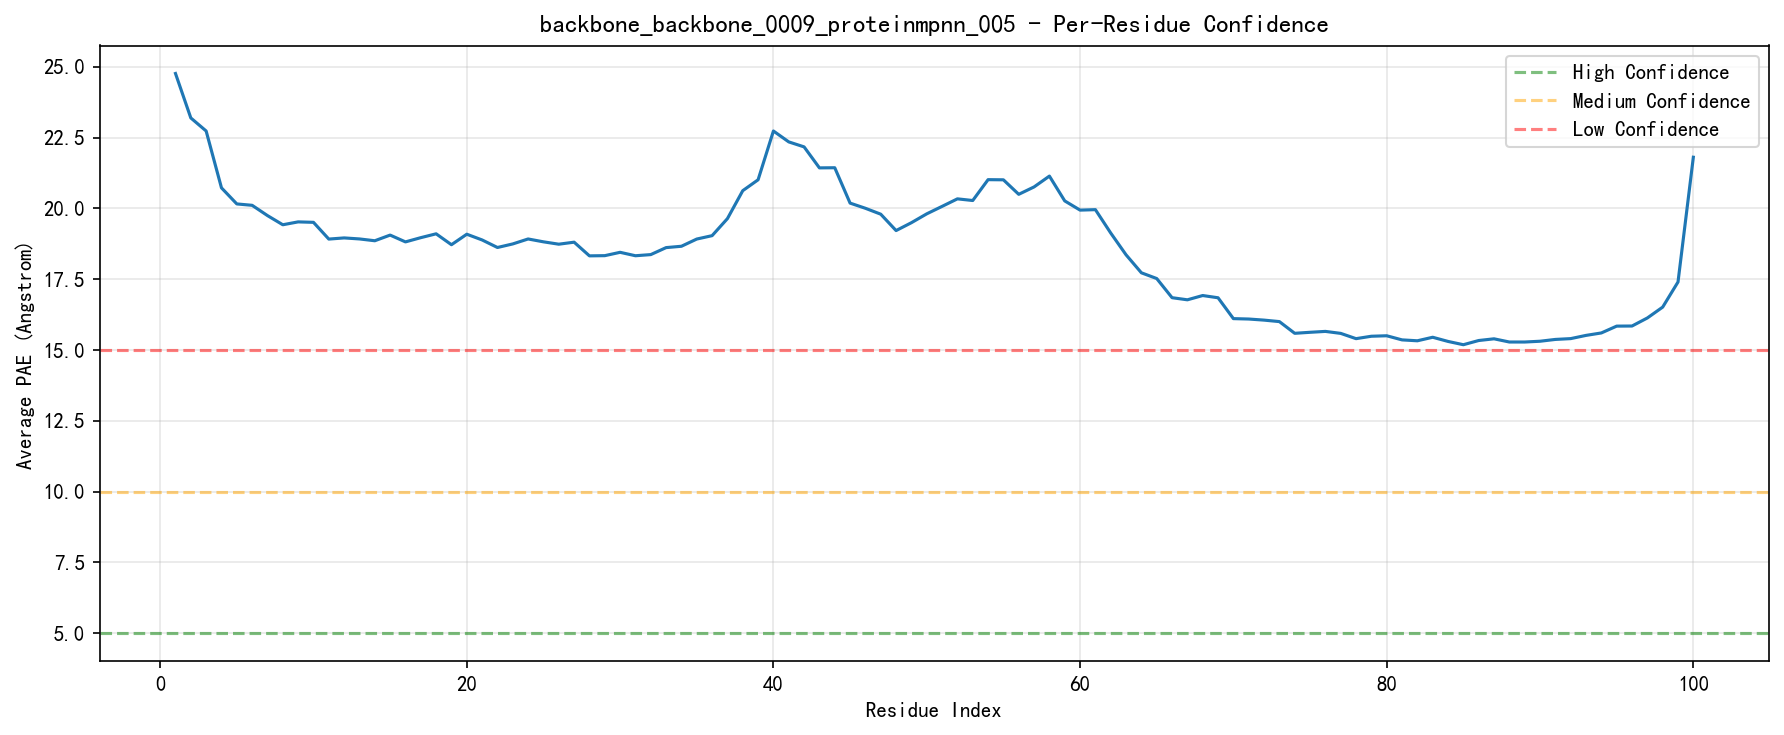 backbone_backbone_0009_proteinmpnn_005 - Per-Residue Confidence
High Confidence
Medium Confidence
Low Confidence
Average PAE (Angstrom)
25.0
22.5
20.0
17.5
15.0
12.5
10.0
7.5
5.0
0 20 40 60 80 100
Residue Index